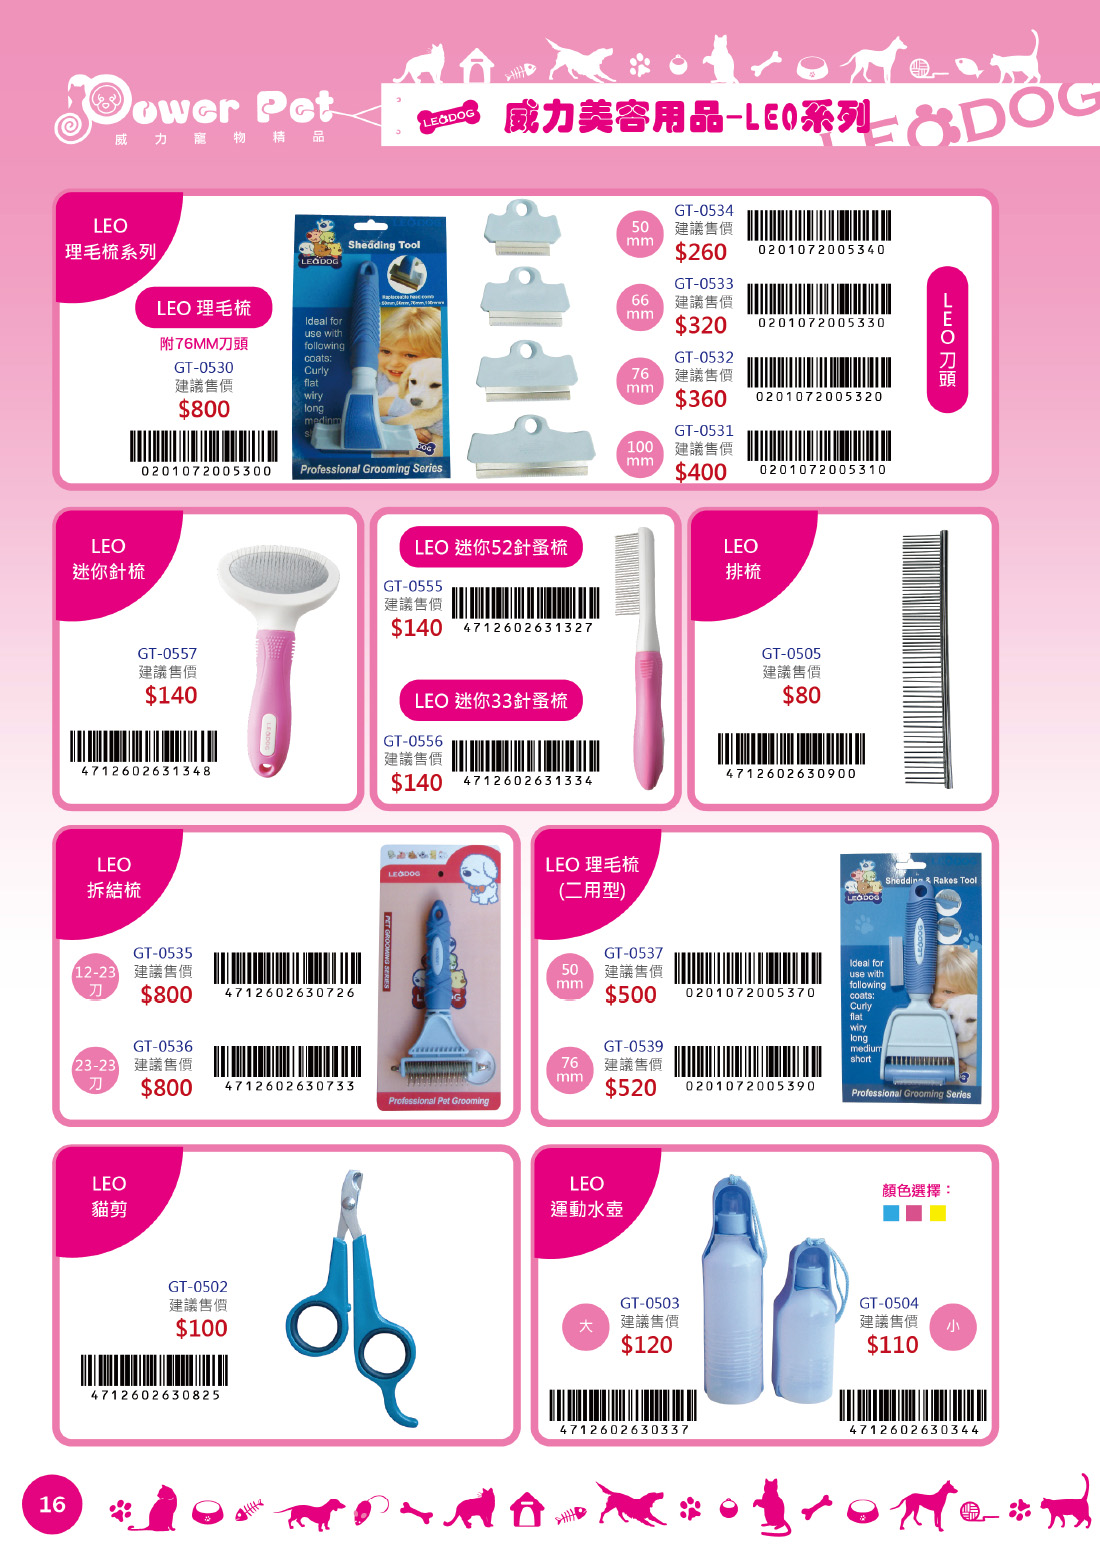 Power Pet
威力寵物精品
LEODOG
威力美容用品-LEO系列
LEODOG
LEO
理毛梳系列
LEO 理毛梳
附76MM刀頭
GT-0530
建議售價
$800
0201072005300
LEODOG
Shedding Tool
Ideal for
use with
following
coats:
Curly
flat
wiry
long
Professional Grooming Series
50
mm
GT-0534
建議售價
$260
0201072005340
66
mm
GT-0533
建議售價
$320
0201072005330
76
mm
GT-0532
建議售價
$360
0201072005320
100
mm
GT-0531
建議售價
$400
0201072005310
LEO刀頭
LEO
迷你針梳
GT-0557
建議售價
$140
4712602631348
LEODOG
LEO 迷你52針蚤梳
GT-0555
建議售價
$140
4712602631327
LEO 迷你33針蚤梳
GT-0556
建議售價
$140
4712602631334
LEO
排梳
GT-0505
建議售價
$80
4712602630900
LEO
拆結梳
12-23
刀
GT-0535
建議售價
$800
4712602630726
23-23
刀
GT-0536
建議售價
$800
4712602630733
LEODOG
PET GROOMING SERIES
Professional Pet Grooming
LEO 理毛梳
(二用型)
50
mm
GT-0537
建議售價
$500
0201072005370
76
mm
GT-0539
建議售價
$520
0201072005390
LEODOG
Shedding & Rakes Tool
LEODOG
Ideal for
use with
following
coats:
Curly
flat
wiry
long
medium
short
Professional Grooming Series
LEO
貓剪
GT-0502
建議售價
$100
4712602630825
LEO
運動水壺
顏色選擇：
大
GT-0503
建議售價
$120
4712602630337
GT-0504
建議售價
$110
小
4712602630344
16